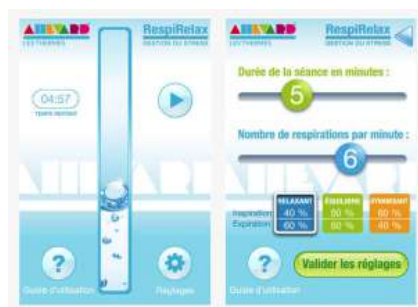 ALLEVARD
LES THERMES
RespiRelax
GESTION DU STRESS
04:57
TEMPS RESTANT
?
Guide d'utilisation
Réglages
ALLEVARD
LES THERMES
RespiRelax
GESTION DU STRESS
Durée de la séance en minutes :
5
Nombre de respirations par minute :
6
RELAXANT
ÉQUILIBRE
DYNAMISANT
Inspiration 40 % 50 % 60 %
Expiration 60 % 50 % 40 %
?
Guide d'utilisation
Valider les réglages